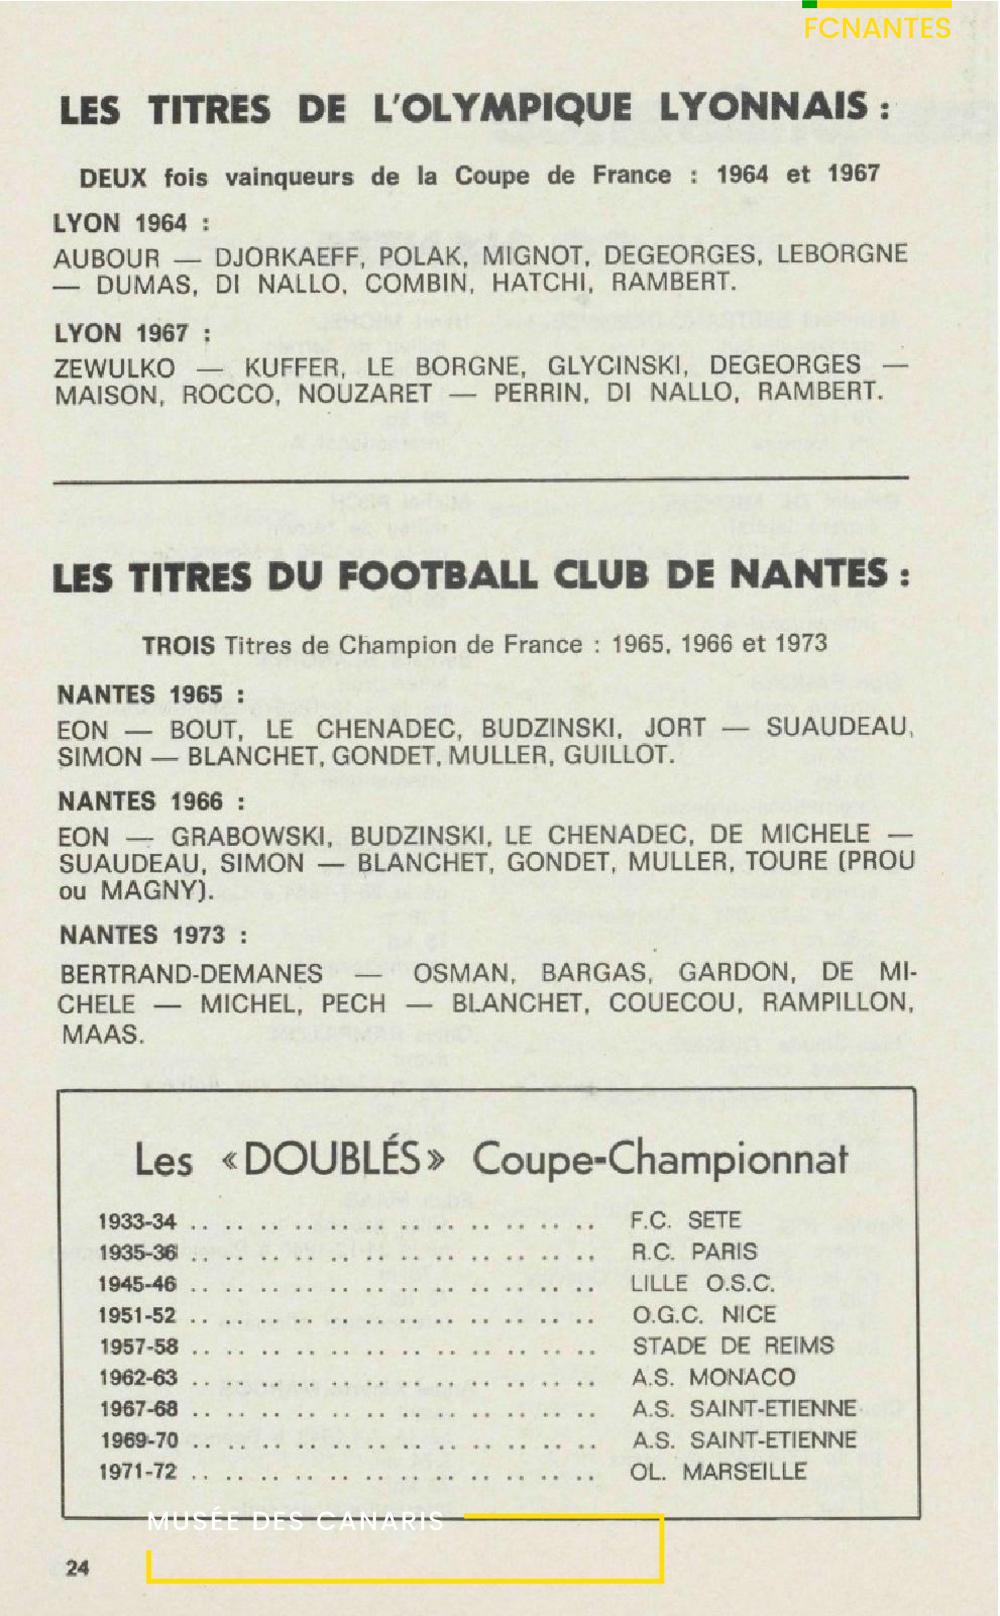 FCNANTES
LES TITRES DE L'OLYMPIQUE LYONNAIS :
DEUX fois vainqueurs de la Coupe de France : 1964 et 1967
LYON 1964 :
AUBOUR — DJORKAEFF, POLAK, MIGNOT, DEGEORGES, LEBORGNE
— DUMAS, DI NALLO, COMBIN, HATCHI, RAMBERT.
LYON 1967 :
ZEWULKO — KUFFER, LE BORGNE, GLYCINSKI, DEGEORGES —
MAISON, ROCCO, NOUZARET — PERRIN, DI NALLO, RAMBERT.
LES TITRES DU FOOTBALL CLUB DE NANTES :
TROIS Titres de Champion de France : 1965, 1966 et 1973
NANTES 1965 :
EON — BOUT, LE CHENADEC, BUDZINSKI, JORT — SUAUDEAU,
SIMON — BLANCHET, GONDET, MULLER, GUILLOT.
NANTES 1966 :
EON — GRABOWSKI, BUDZINSKI, LE CHENADEC, DE MICHELE —
SUAUDEAU, SIMON — BLANCHET, GONDET, MULLER, TOURE (PROU
ou MAGNY).
NANTES 1973 :
BERTRAND-DEMANES — OSMAN, BARGAS, GARDON, DE MI-
CHELE — MICHEL, PECH — BLANCHET, COUECOU, RAMPILLON,
MAAS.
Les «DOUBLÉS» Coupe-Championnat
1933-34 .. .. .. .. .. .. .. .. .. .. .. .. F.C. SETE
1935-36 .. .. .. .. .. .. .. .. .. .. .. .. R.C. PARIS
1945-46 .. .. .. .. .. .. .. .. .. .. .. .. LILLE O.S.C.
1951-52 .. .. .. .. .. .. .. .. .. .. .. .. O.G.C. NICE
1957-58 .. .. .. .. .. .. .. .. .. .. .. .. STADE DE REIMS
1962-63 .. .. .. .. .. .. .. .. .. .. .. .. A.S. MONACO
1967-68 .. .. .. .. .. .. .. .. .. .. .. .. A.S. SAINT-ETIENNE
1969-70 .. .. .. .. .. .. .. .. .. .. .. .. A.S. SAINT-ETIENNE
1971-72 .. .. .. .. .. .. .. .. .. .. .. .. OL. MARSEILLE
MUSÉE DES CANARIS
24